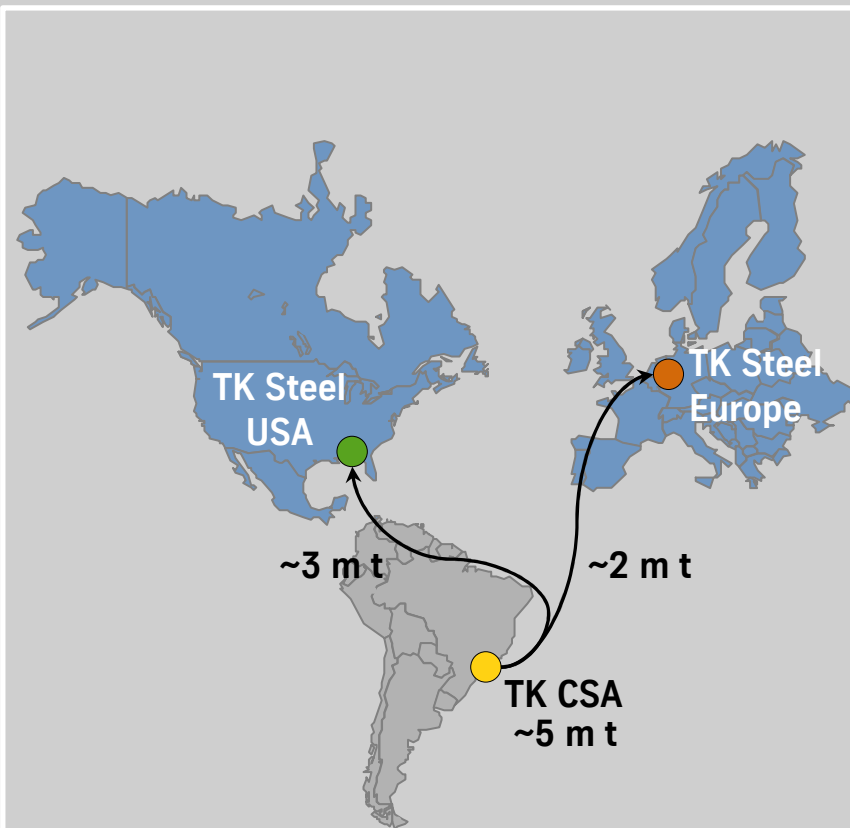 TK Steel
USA
TK Steel
Europe
~3 m t
~2 m t
TK CSA
~5 m t